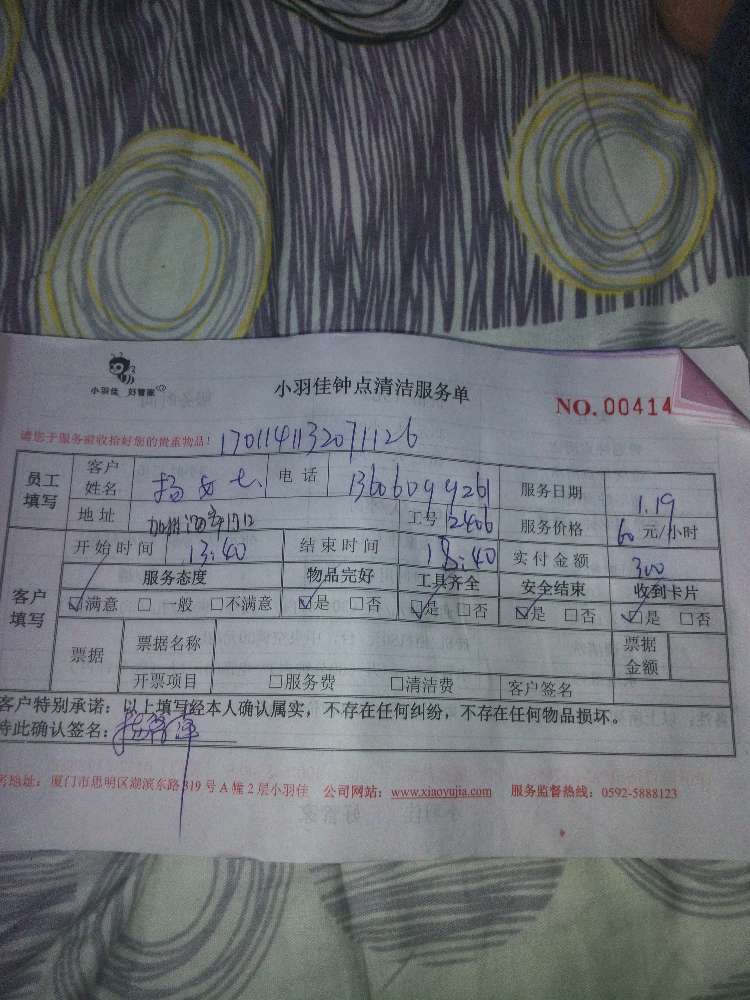 小羽佳 好管家
小羽佳钟点清洁服务单
NO. 00414
请您于服务前收拾好您的贵重物品！
1701141132071126
员工填写 客户姓名 杨女士 电话 13606099261 服务日期 1.19
地址 工号 12406 服务价格 60 元/小时
开始时间 13:40 结束时间 18:40 实付金额 300
客户填写 服务态度 物品完好 工具齐全 安全结束 收到卡片
☑满意 □一般 □不满意 ☑是 □否 ☑是 □否 ☑是 □否 ☑是 □否
票据 票据名称 票据金额
开票项目 □服务费 □清洁费 客户签名
客户特别承诺：以上填写经本人确认属实，不存在任何纠纷，不存在任何物品损坏。
特此确认签名：
地址：厦门市思明区湖滨东路319号A幢2层小羽佳 公司网站：www.xiaoyujia.com 服务监督热线：0592-5888123